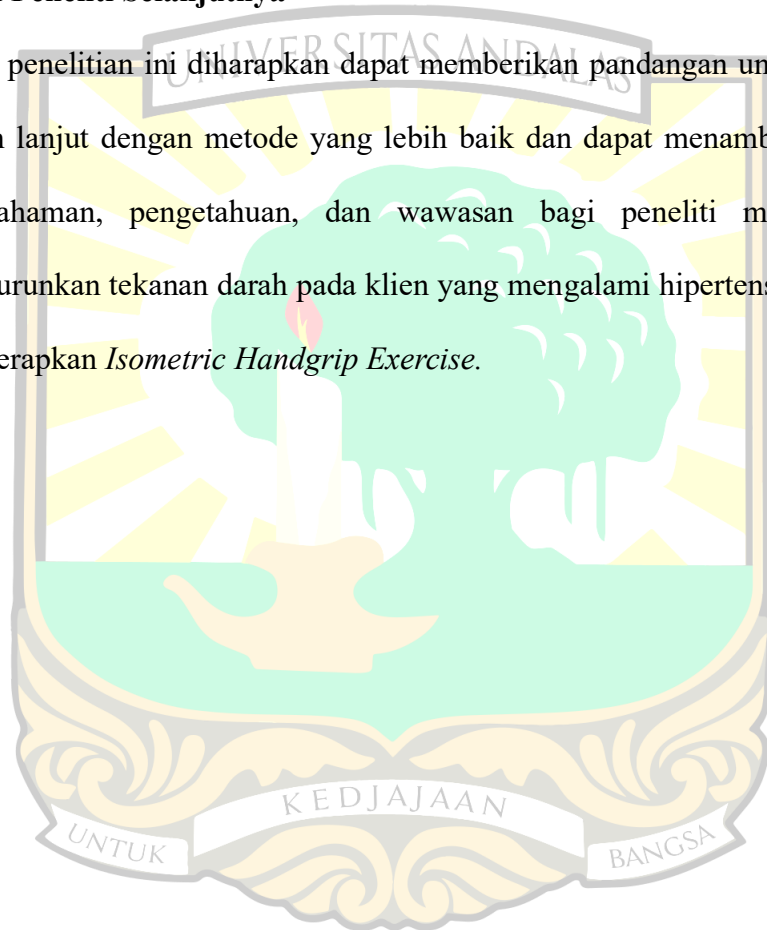 Peneliti Selanjutnya
UNIVERSITAS ANDALAS
penelitian ini diharapkan dapat memberikan pandangan un
lanjut dengan metode yang lebih baik dan dapat menamb
ahaman, pengetahuan, dan wawasan bagi peneliti m
urunkan tekanan darah pada klien yang mengalami hipertens
erapkan Isometric Handgrip Exercise.
KEDJAJAAN
UNTUK
BANGSA